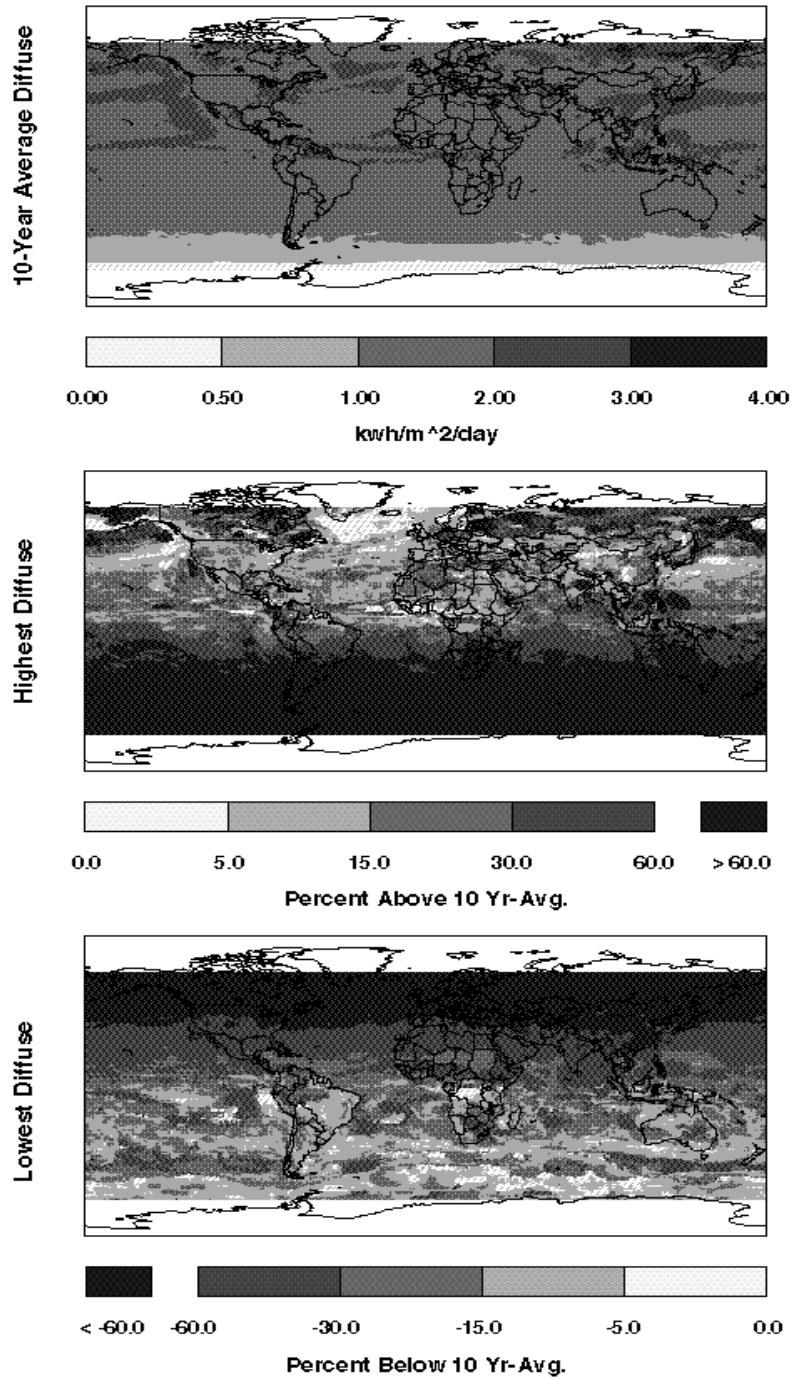 10-Year Average Diffuse
0.00 0.50 1.00 2.00 3.00 4.00
kwh/m^2/day
Highest Diffuse
0.0 5.0 15.0 30.0 60.0 > 60.0
Percent Above 10 Yr-Avg.
Lowest Diffuse
< -60.0 -60.0 -30.0 -15.0 -5.0 0.0
Percent Below 10 Yr-Avg.